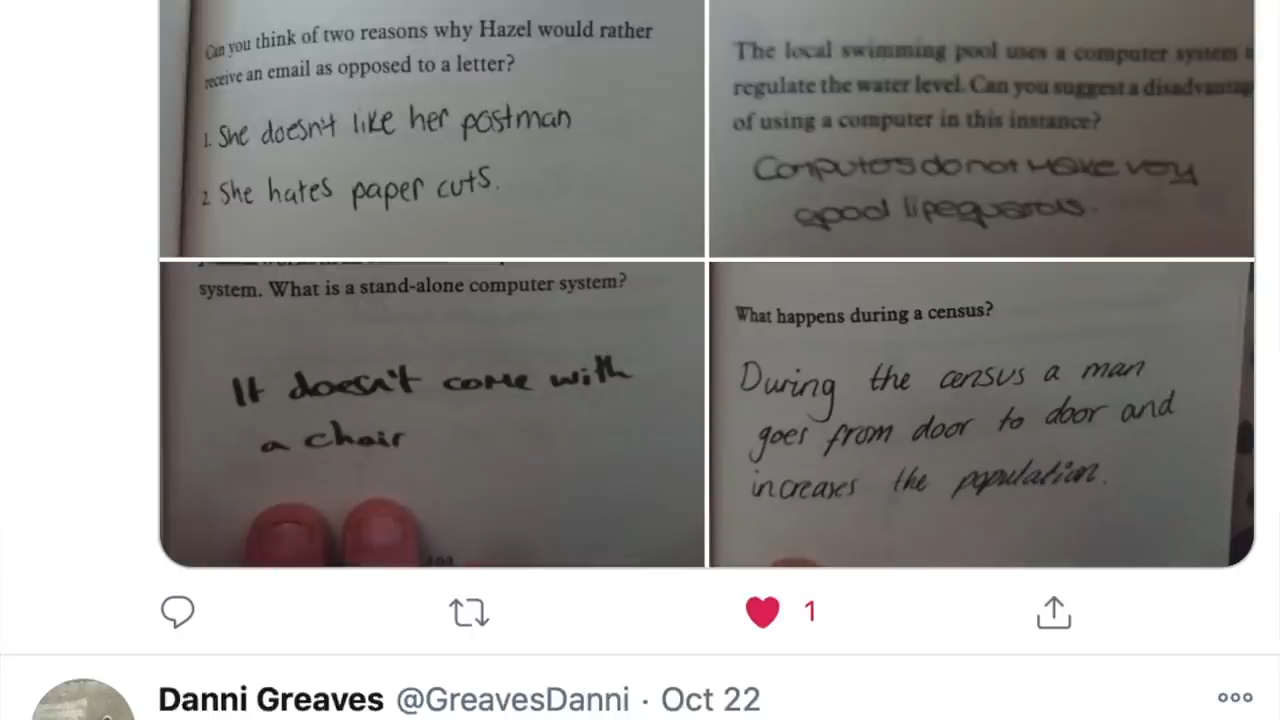 Can you think of two reasons why Hazel would rather
receive an email as opposed to a letter?
1. She doesn't like her postman
2 She hates paper cuts.
The local swimming pool uses a computer system
regulate the water level. Can you suggest a disadvantag
of using a computer in this instance?
Computers do not make very
good lifeguards.
system. What is a stand-alone computer system?
It doesn't come with
a chair
What happens during a census?
During the census a man
goes from door to door and
increases the population.
1
Danni Greaves @GreavesDanni · Oct 22